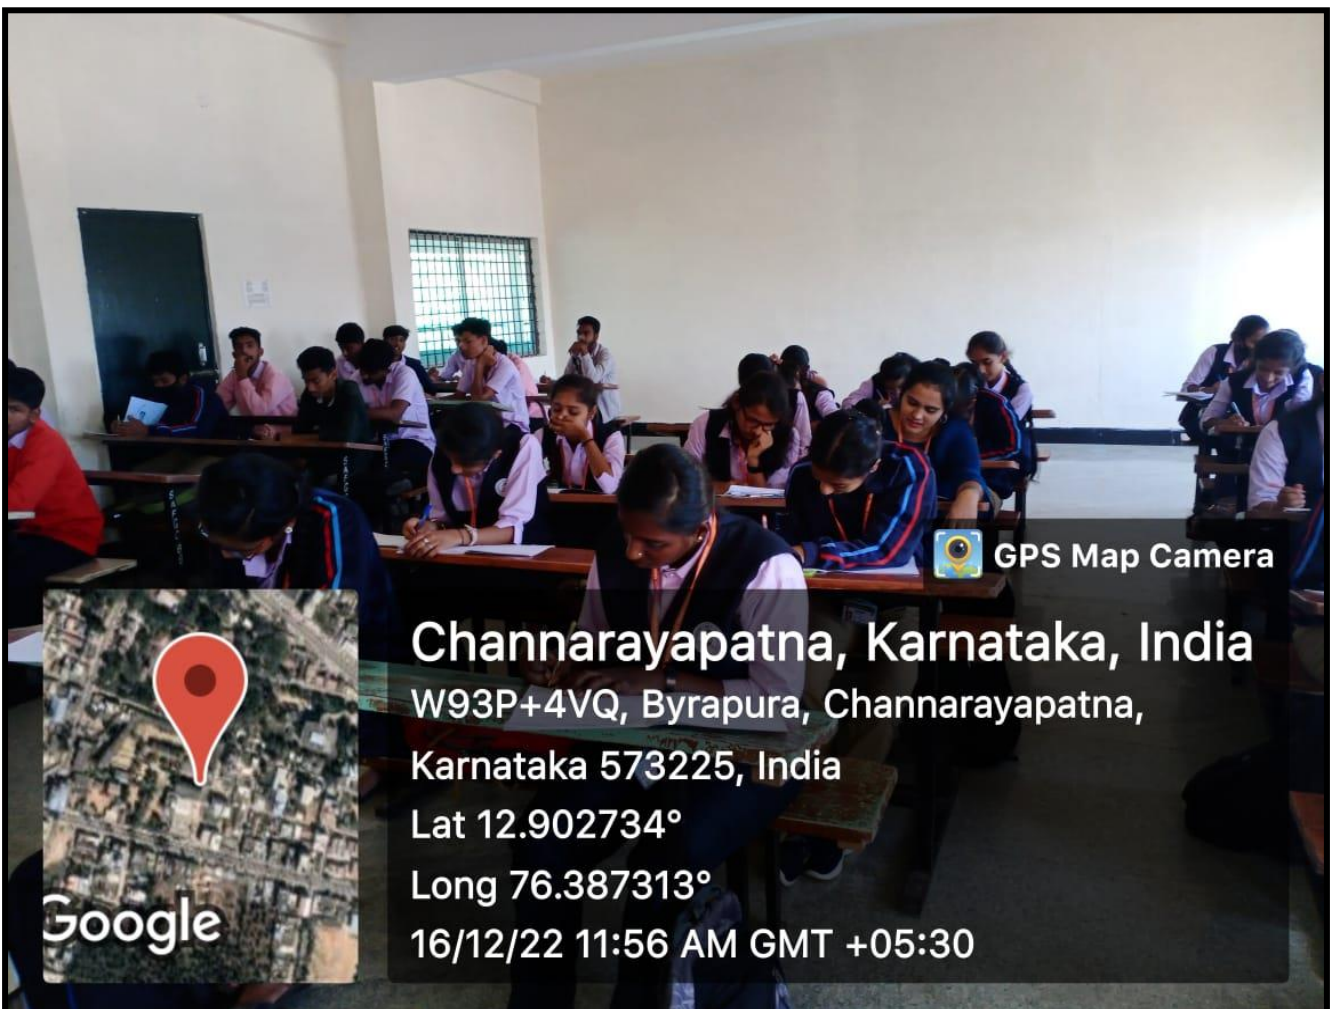 GPS Map Camera
Channarayapatna, Karnataka, India
W93P+4VQ, Byrapura, Channarayapatna,
Karnataka 573225, India
Lat 12.902734°
Long 76.387313°
16/12/22 11:56 AM GMT +05:30
Google